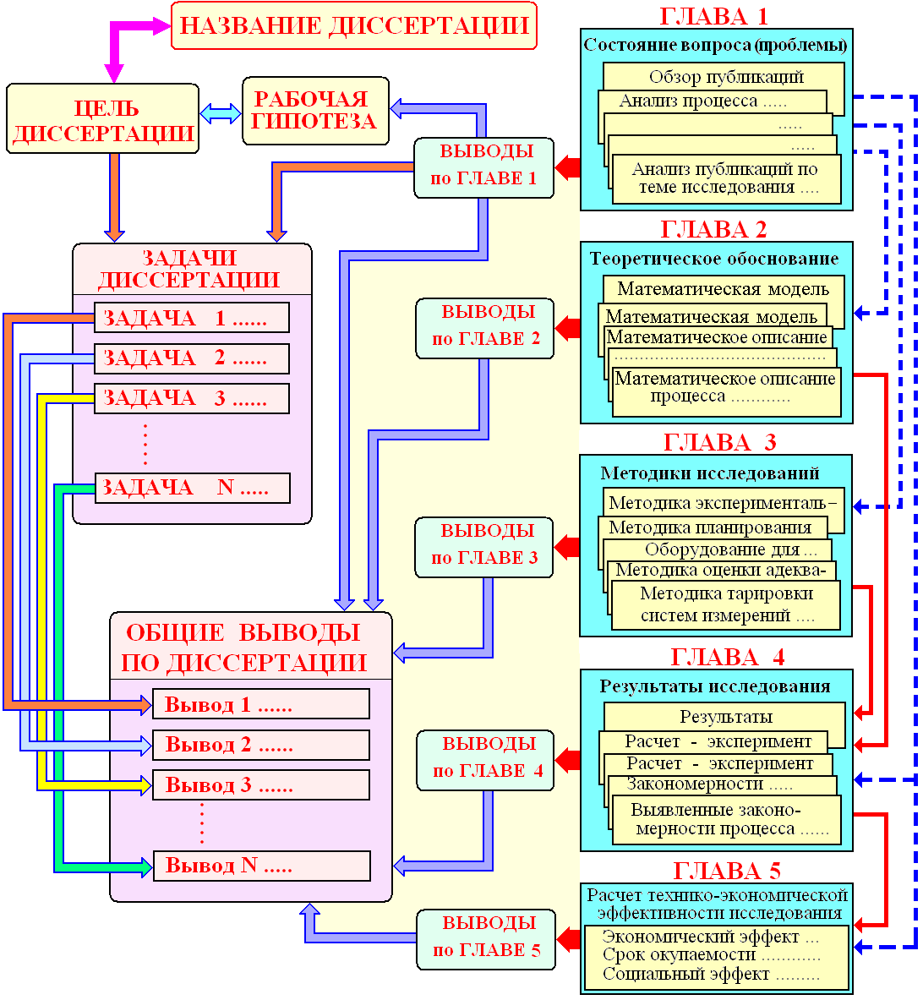 НАЗВАНИЕ ДИССЕРТАЦИИ
ЦЕЛЬ
ДИССЕРТАЦИИ
РАБОЧАЯ
ГИПОТЕЗА
ЗАДАЧИ
ДИССЕРТАЦИИ
ЗАДАЧА 1 ......
ЗАДАЧА 2 ......
ЗАДАЧА 3 ......
ЗАДАЧА N .....
ОБЩИЕ ВЫВОДЫ
ПО ДИССЕРТАЦИИ
Вывод 1 ......
Вывод 2 ......
Вывод 3 ......
Вывод N .....
ВЫВОДЫ
по ГЛАВЕ 1
ВЫВОДЫ
по ГЛАВЕ 2
ВЫВОДЫ
по ГЛАВЕ 3
ВЫВОДЫ
по ГЛАВЕ 4
ВЫВОДЫ
по ГЛАВЕ 5
ГЛАВА 1
Состояние вопроса (проблемы)
Обзор публикаций
Анализ процесса .....
.....
.....
Анализ публикаций по
теме исследования ....
ГЛАВА 2
Теоретическое обоснование
Математическая модель
Математическая модель
Математическое описание
........................................
Математическое описание
процесса ............
ГЛАВА 3
Методики исследований
Методика эксперименталь–
Методика планирования
Оборудование для ...
Методика оценки адеква-
Методика тарировки
систем измерений ....
ГЛАВА 4
Результаты исследования
Результаты
Расчет - эксперимент
Расчет - эксперимент
Закономерности .....
Выявленные законо-
мерности процесса ......
ГЛАВА 5
Расчет технико-экономической
эффективности исследования
Экономический эффект ...
Срок окупаемости ............
Социальный эффект .........